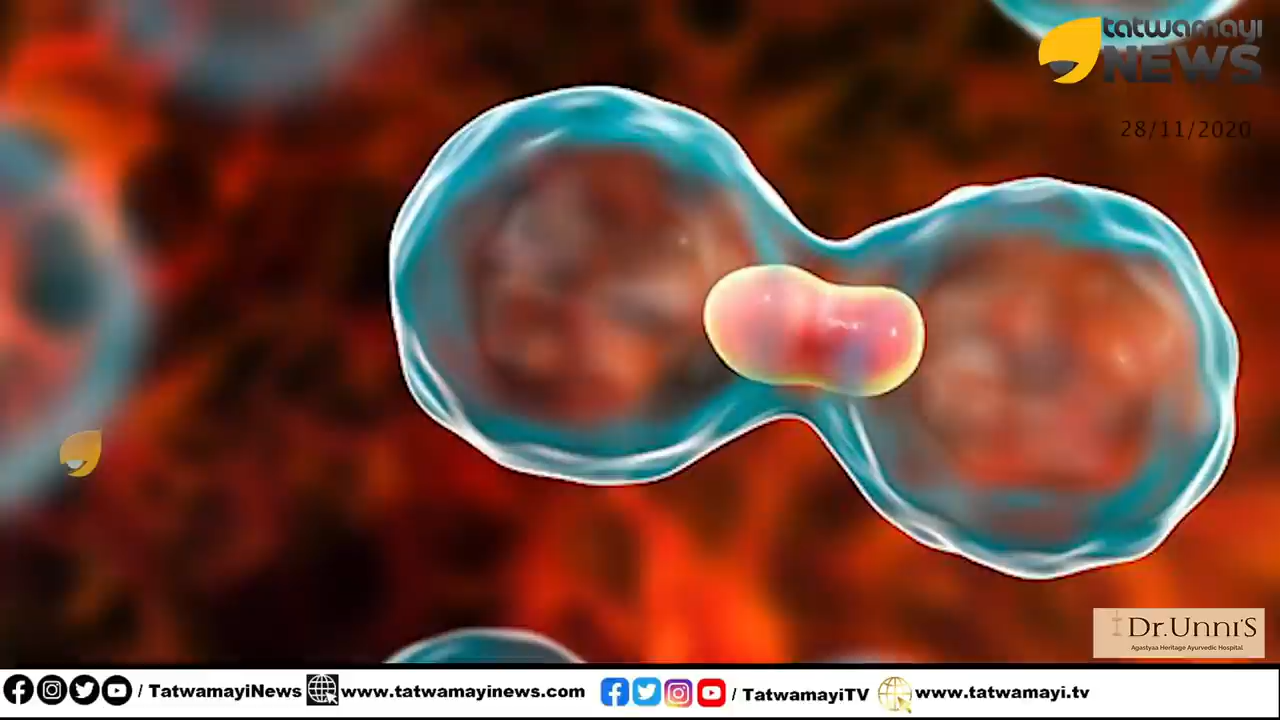 tatwamayi
NEWS
28/11/2020
Dr.Unni'S
Agastyaa Heritage Ayurvedic Hospital
/ TatwamayiNews www.tatwamayinews.com / TatwamayiTV www.tatwamayi.tv